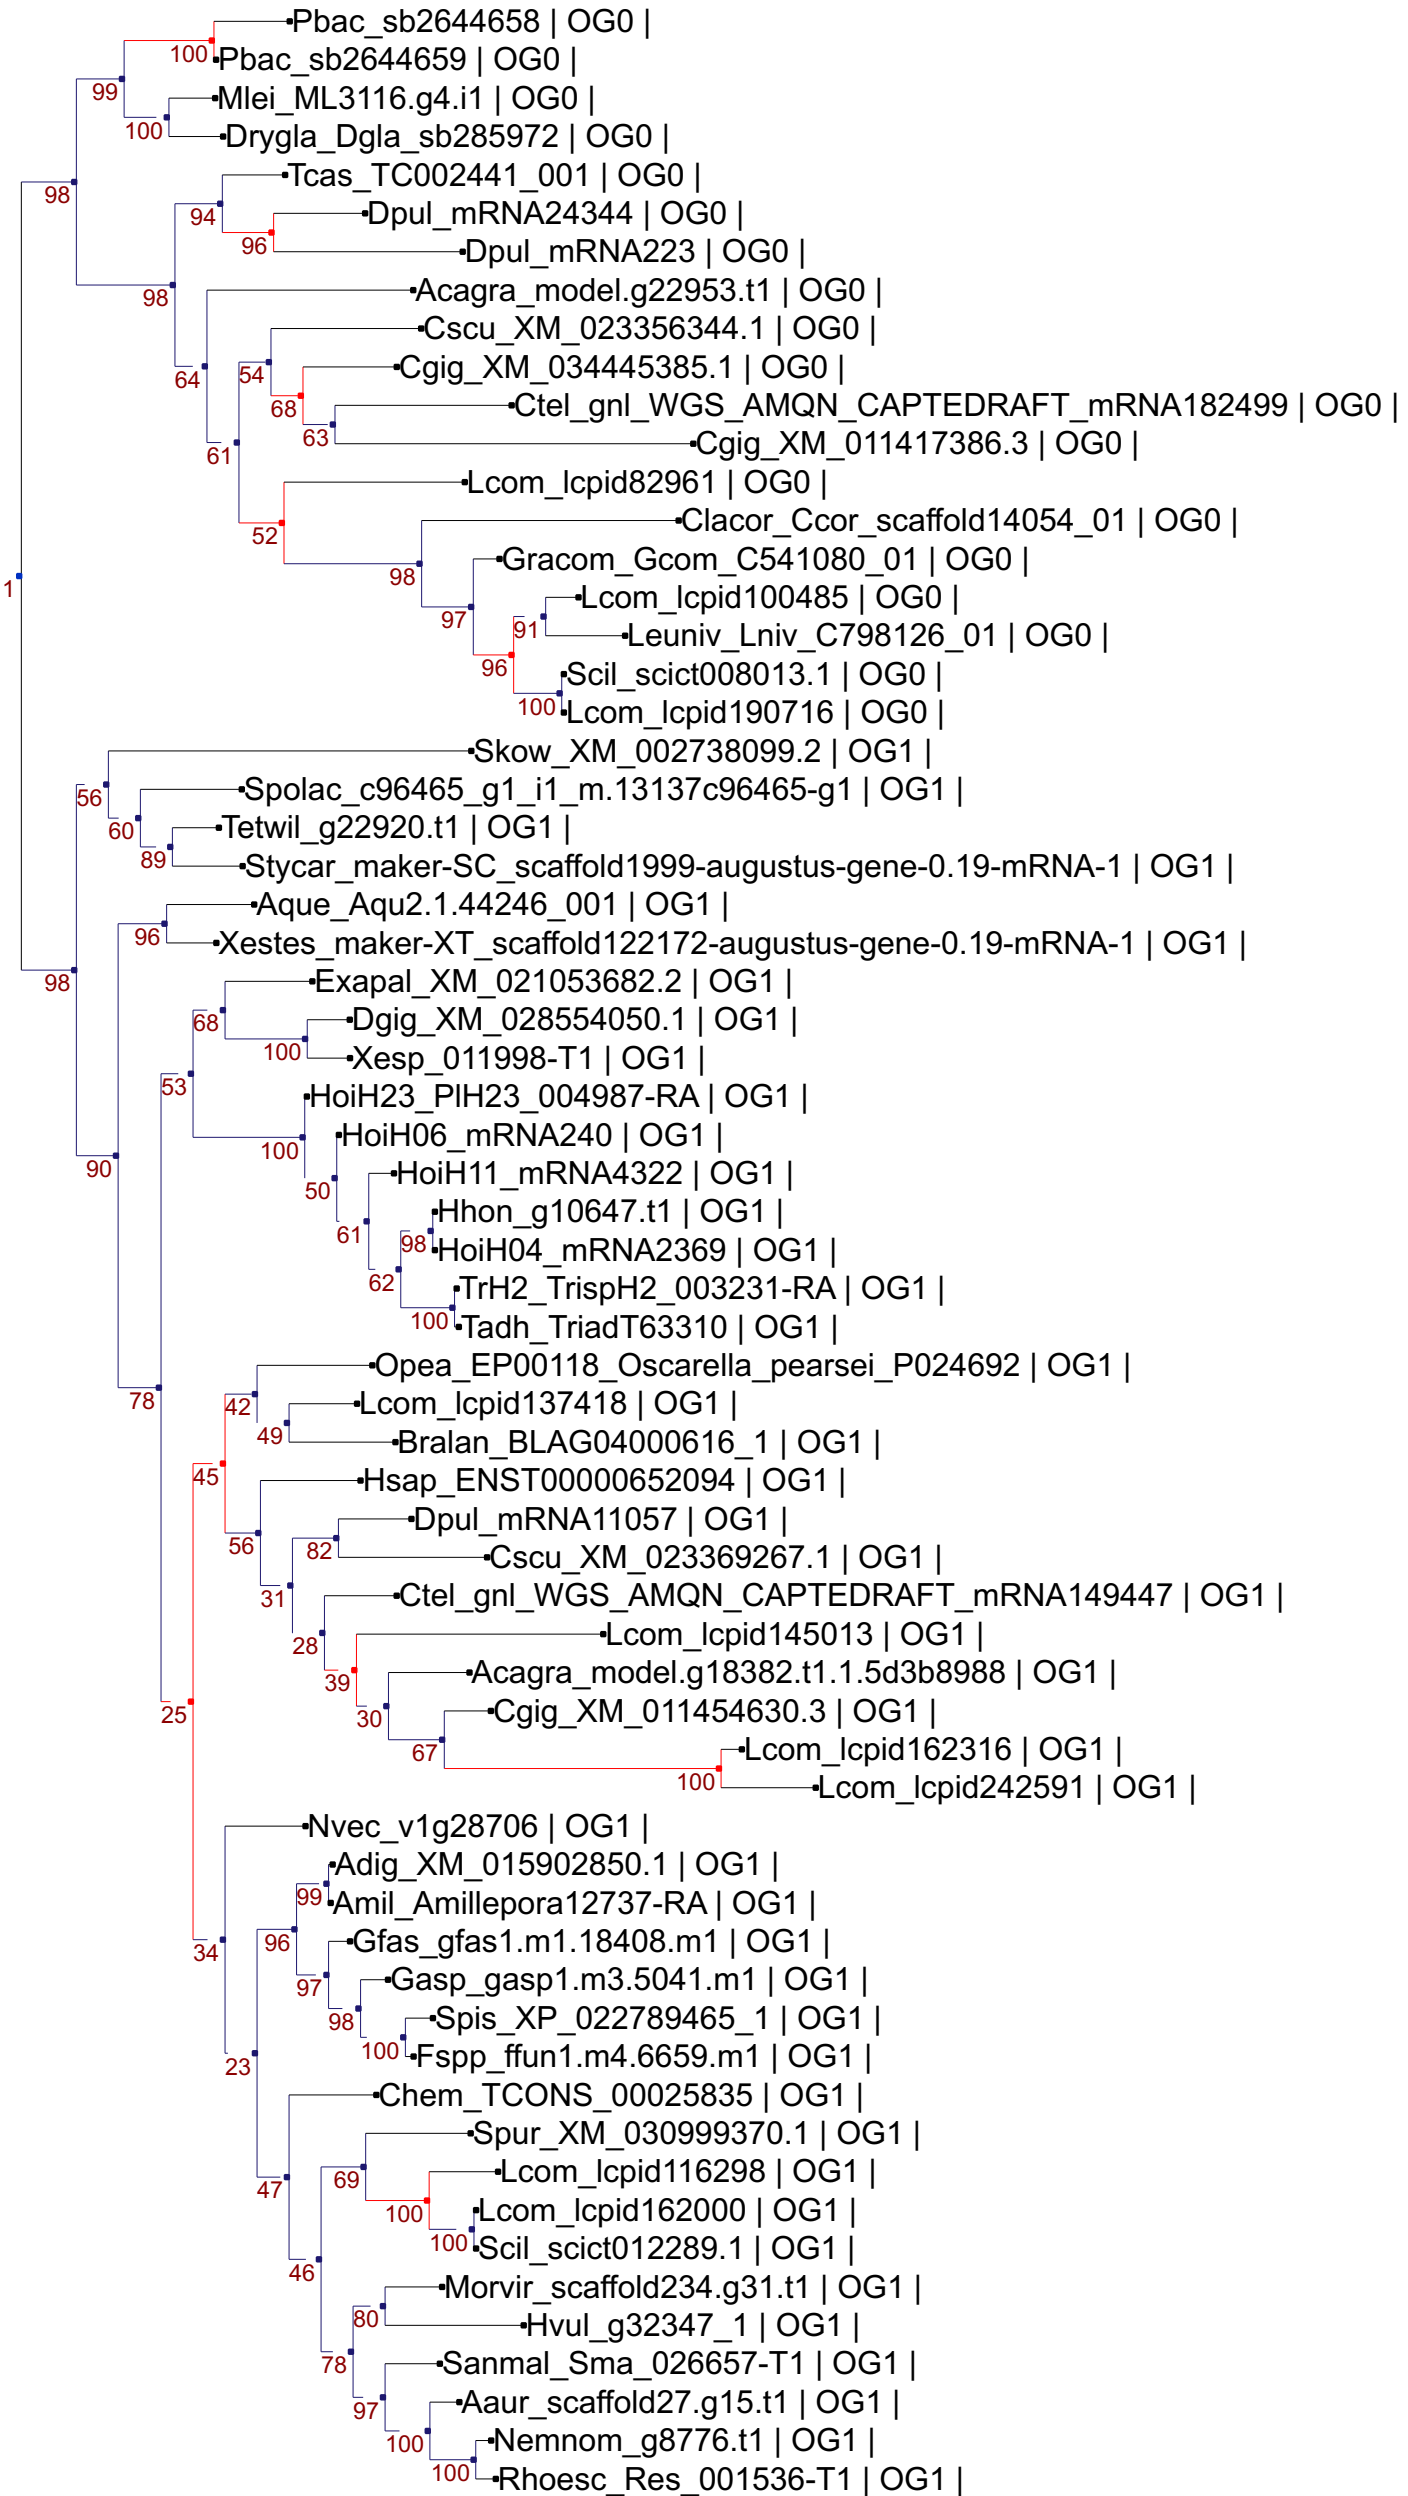 Pbac_sb2644658 | OG0 |
100
Pbac_sb2644659 | OG0 |
99
Mlei_ML3116.g4.i1 | OG0 |
100
Drygla_Dgla_sb285972 | OG0 |
Tcas_TC002441_001 | OG0 |
98
94
Dpul_mRNA24344 | OG0 |
96
Dpul_mRNA223 | OG0 |
98
Acagra_model.g22953.t1 | OG0 |
Cscu_XM_023356344.1 | OG0 |
64
54
Cgig_XM_034445385.1 | OG0 |
68
Ctel_gnl_WGS_AMQN_CAPTEDRAFT_mRNA182499 | OG0 |
63
Cgig_XM_011417386.3 | OG0 |
61
Lcom_lcpid82961 | OG0 |
52
Clacor_Ccor_scaffold14054_01 | OG0 |
98
Gracom_Gcom_C541080_01 | OG0 |
1
Lcom_lcpid100485 | OG0 |
97
91
Leuniv_Lniv_C798126_01 | OG0 |
96
Scil_scict008013.1 | OG0 |
100
Lcom_lcpid190716 | OG0 |
Skow_XM_002738099.2 | OG1 |
56
Spolac_c96465_g1_i1_m.13137c96465-g1 | OG1 |
60
Tetwil_g22920.t1 | OG1 |
89
Stycar_maker-SC_scaffold1999-augustus-gene-0.19-mRNA-1 | OG1 |
Aque_Aqu2.1.44246_001 | OG1 |
96
Xestes_maker-XT_scaffold122172-augustus-gene-0.19-mRNA-1 | OG1 |
98
Exapal_XM_021053682.2 | OG1 |
68
Dgig_XM_028554050.1 | OG1 |
100
Xesp_011998-T1 | OG1 |
53
HoiH23_PlH23_004987-RA | OG1 |
100
HoiH06_mRNA240 | OG1 |
90
50
HoiH11_mRNA4322 | OG1 |
61
Hhon_g10647.t1 | OG1 |
98
HoiH04_mRNA2369 | OG1 |
62
TrH2_TrispH2_003231-RA | OG1 |
100
Tadh_TriadT63310 | OG1 |
Opea_EP00118_Oscarella_pearsei_P024692 | OG1 |
78
42
Lcom_lcpid137418 | OG1 |
49
Bralan_BLAG04000616_1 | OG1 |
45
Hsap_ENST00000652094 | OG1 |
Dpul_mRNA11057 | OG1 |
56
82
Cscu_XM_023369267.1 | OG1 |
31
Ctel_gnl_WGS_AMQN_CAPTEDRAFT_mRNA149447 | OG1 |
28
Lcom_lcpid145013 | OG1 |
39
Acagra_model.g18382.t1.1.5d3b8988 | OG1 |
25
30
Cgig_XM_011454630.3 | OG1 |
67
Lcom_lcpid162316 | OG1 |
100
Lcom_lcpid242591 | OG1 |
Nvec_v1g28706 | OG1 |
Adig_XM_015902850.1 | OG1 |
99
Amil_Amillepora12737-RA | OG1 |
34
96
Gfas_gfas1.m1.18408.m1 | OG1 |
97
Gasp_gasp1.m3.5041.m1 | OG1 |
98
Spis_XP_022789465_1 | OG1 |
100
Fspp_ffun1.m4.6659.m1 | OG1 |
23
Chem_TCONS_00025835 | OG1 |
Spur_XM_030999370.1 | OG1 |
47
69
Lcom_lcpid116298 | OG1 |
100
Lcom_lcpid162000 | OG1 |
100
Scil_scict012289.1 | OG1 |
46
Morvir_scaffold234.g31.t1 | OG1 |
80
Hvul_g32347_1 | OG1 |
78
Sanmal_Sma_026657-T1 | OG1 |
97
Aaur_scaffold27.g15.t1 | OG1 |
100
Nemnom_g8776.t1 | OG1 |
100
Rhoesc_Res_001536-T1 | OG1 |